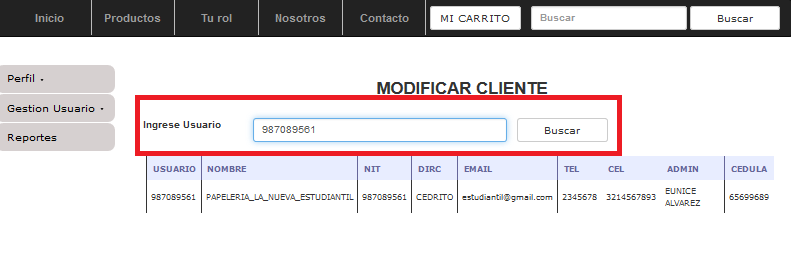 Inicio Productos Tu rol Nosotros Contacto MI CARRITO Buscar Buscar
Perfil
Gestion Usuario
Reportes
MODIFICAR CLIENTE
Ingrese Usuario 987089561 Buscar
USUARIO NOMBRE NIT DIRC EMAIL TEL CEL ADMIN CEDULA
987089561 PAPELERIA_LA_NUEVA_ESTUDIANTIL 987089561 CEDRITO estudiantil@gmail.com 2345678 3214567893 EUNICE ALVAREZ 65699689